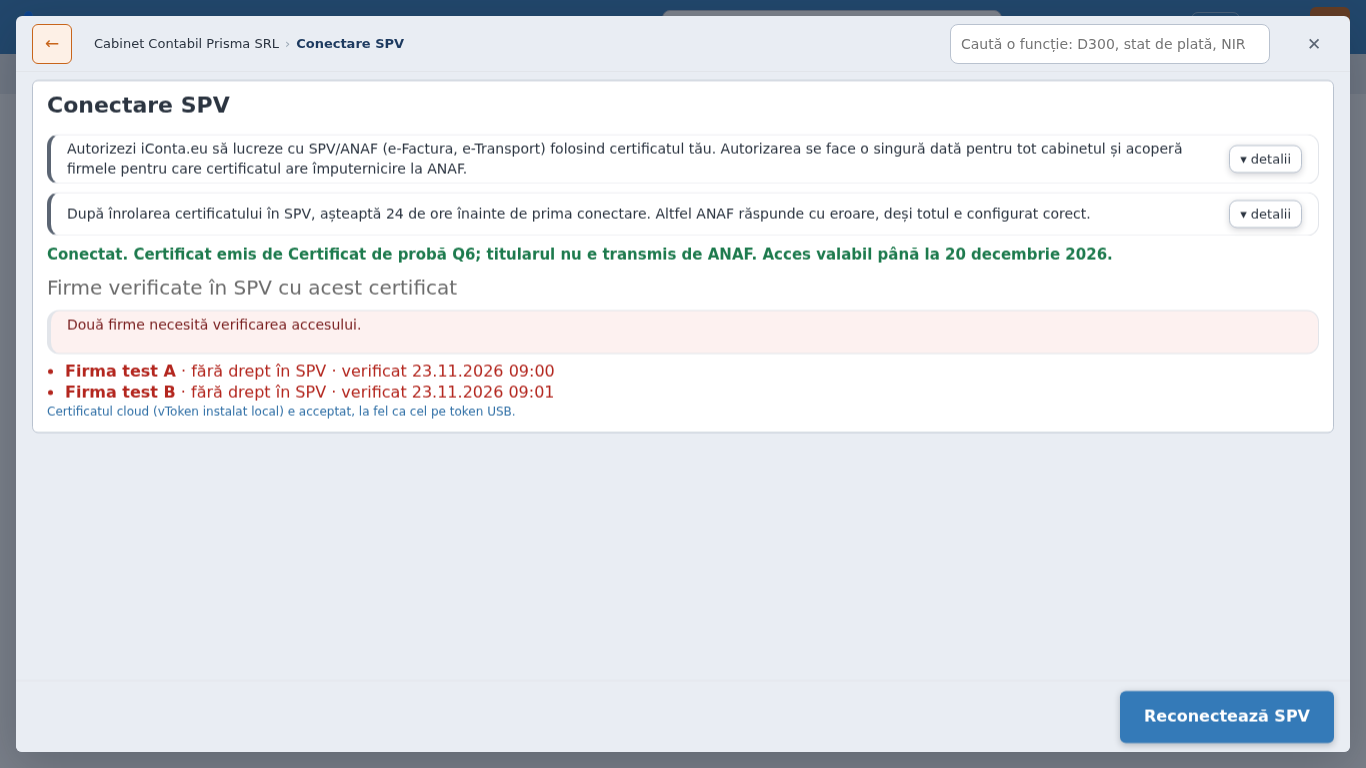 ←
Cabinet Contabil Prisma SRL › Conectare SPV
Caută o funcție: D300, stat de plată, NIR
✕
Conectare SPV
Autorizezi iConta.eu să lucreze cu SPV/ANAF (e-Factura, e-Transport) folosind certificatul tău. Autorizarea se face o singură dată pentru tot cabinetul și acoperă
firmele pentru care certificatul are împuternicire la ANAF.
▾ detalii
După înrolarea certificatului în SPV, așteaptă 24 de ore înainte de prima conectare. Altfel ANAF răspunde cu eroare, deși totul e configurat corect.
▾ detalii
Conectat. Certificat emis de Certificat de probă Q6; titularul nu e transmis de ANAF. Acces valabil până la 20 decembrie 2026.
Firme verificate în SPV cu acest certificat
Două firme necesită verificarea accesului.
• Firma test A · fără drept în SPV · verificat 23.11.2026 09:00
• Firma test B · fără drept în SPV · verificat 23.11.2026 09:01
Certificatul cloud (vToken instalat local) e acceptat, la fel ca cel pe token USB.
Reconectează SPV